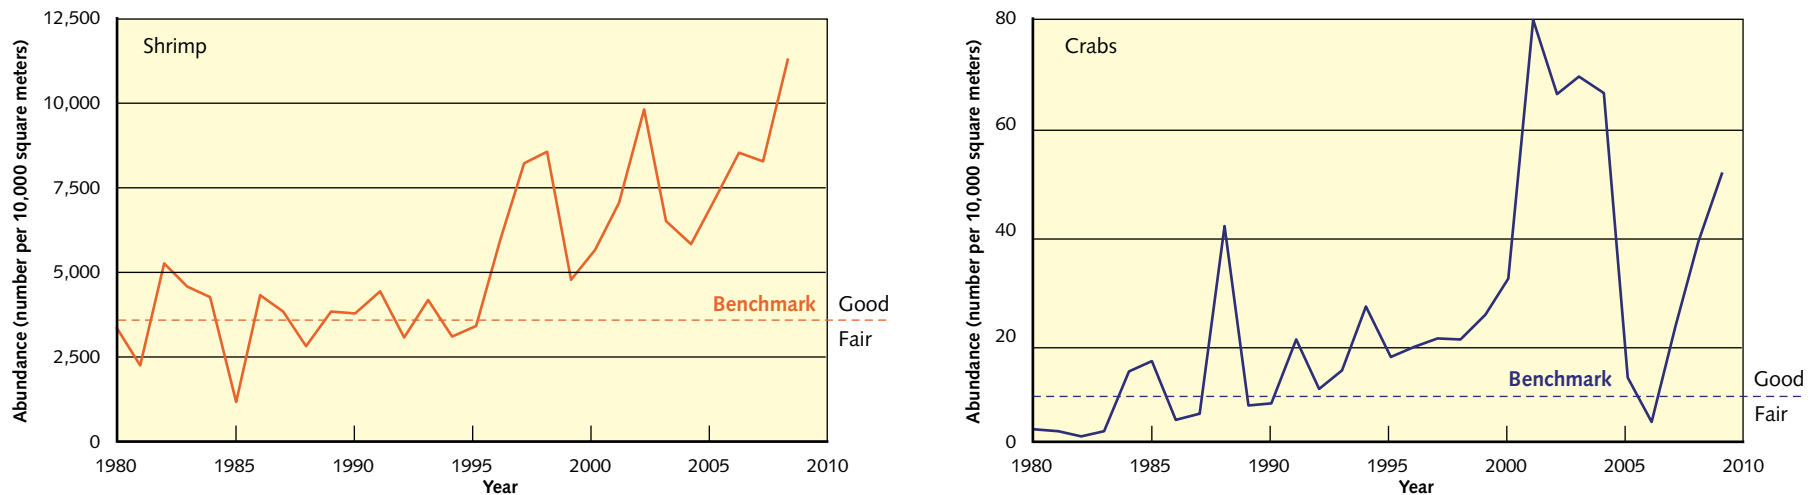 Shrimp
Abundance (number per 10,000 square meters)
12,500
10,000
7,500
5,000
2,500
0
Benchmark
Good
Fair
1980 1985 1990 1995 2000 2005 2010
Year
Crabs
Abundance (number per 10,000 square meters)
80
60
40
20
0
Benchmark
Good
Fair
1980 1985 1990 1995 2000 2005 2010
Year